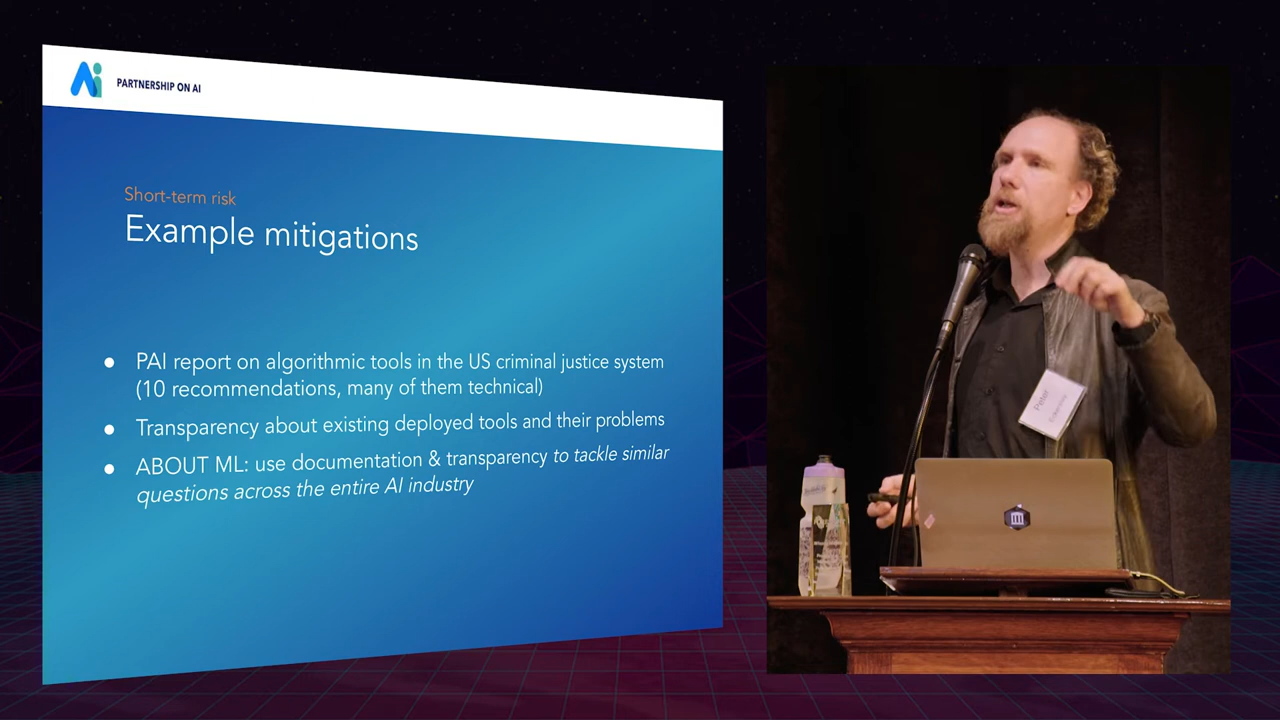 PARTNERSHIP ON AI
Short-term risk
Example mitigations
● PAI report on algorithmic tools in the US criminal justice system
(10 recommendations, many of them technical)
● Transparency about existing deployed tools and their problems
● ABOUT ML: use documentation & transparency to tackle similar
questions across the entire AI industry
Peter